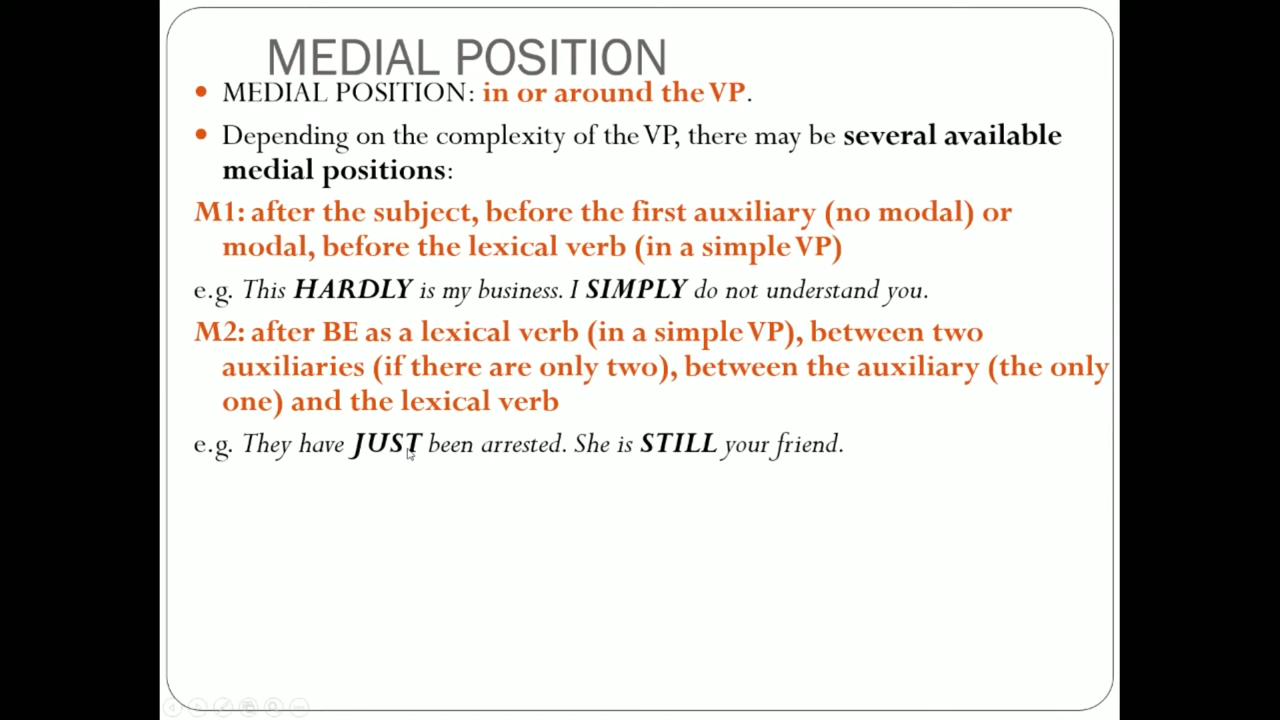 MEDIAL POSITION
• MEDIAL POSITION: in or around the VP.
• Depending on the complexity of the VP, there may be several available
medial positions:
M1: after the subject, before the first auxiliary (no modal) or
modal, before the lexical verb (in a simple VP)
e.g. This HARDLY is my business. I SIMPLY do not understand you.
M2: after BE as a lexical verb (in a simple VP), between two
auxiliaries (if there are only two), between the auxiliary (the only
one) and the lexical verb
e.g. They have JUST been arrested. She is STILL your friend.